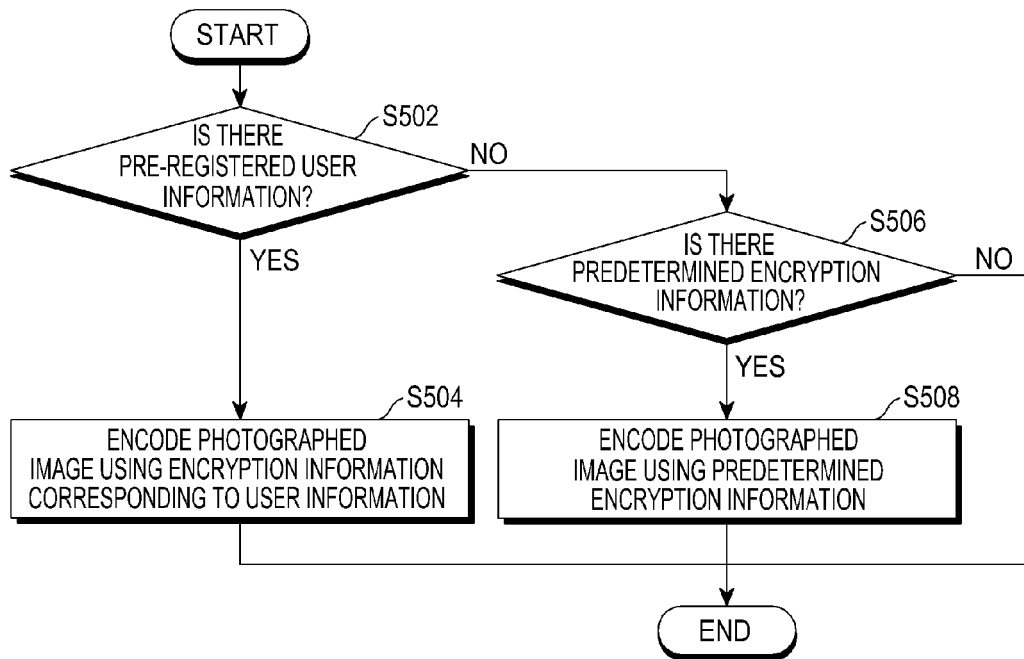 START
S502
IS THERE
PRE-REGISTERED USER
INFORMATION?
NO
YES
S506
IS THERE
PREDETERMINED ENCRYPTION
INFORMATION?
NO
YES
S504
ENCODE PHOTOGRAPHED
IMAGE USING ENCRYPTION INFORMATION
CORRESPONDING TO USER INFORMATION
S508
ENCODE PHOTOGRAPHED
IMAGE USING PREDETERMINED
ENCRYPTION INFORMATION
END